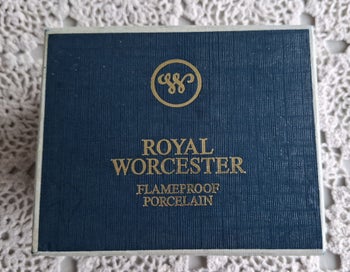 W
ROYAL
WORCESTER
FLAMEPROOF
PORCELAIN